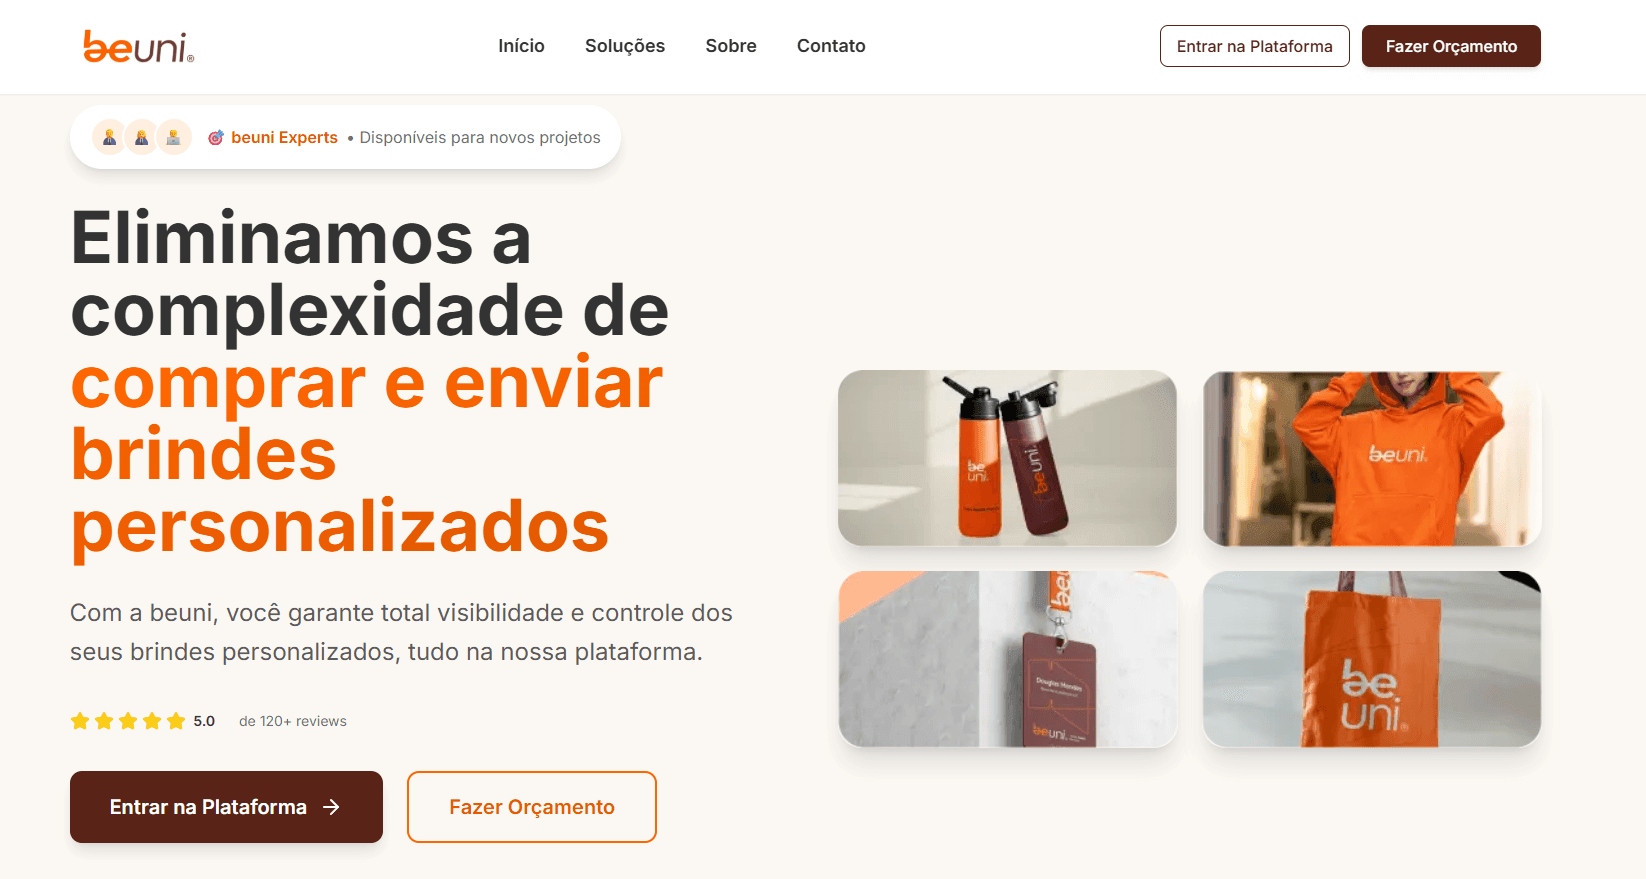 beuni®
Início Soluções Sobre Contato
Entrar na Plataforma Fazer Orçamento
beuni Experts • Disponíveis para novos projetos
Eliminamos a
complexidade de
comprar e enviar
brindes
personalizados
Com a beuni, você garante total visibilidade e controle dos
seus brindes personalizados, tudo na nossa plataforma.
5.0 de 120+ reviews
Entrar na Plataforma Fazer Orçamento
be
uni.
beuni.
beuni.
be
Douglas Mendes
beuni.
be
uni®